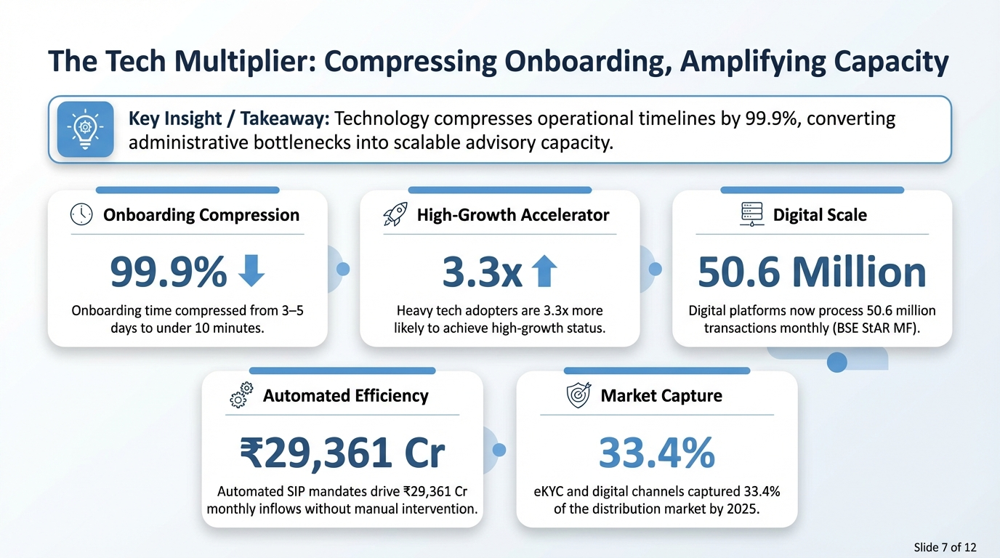 The Tech Multiplier: Compressing Onboarding, Amplifying Capacity
Key Insight / Takeaway: Technology compresses operational timelines by 99.9%, converting
administrative bottlenecks into scalable advisory capacity.
Onboarding Compression
99.9%
Onboarding time compressed from 3–5
days to under 10 minutes.
High-Growth Accelerator
3.3x
Heavy tech adopters are 3.3x more
likely to achieve high-growth status.
Digital Scale
50.6 Million
Digital platforms now process 50.6 million
transactions monthly (BSE StAR MF).
Automated Efficiency
₹29,361 Cr
Automated SIP mandates drive ₹29,361 Cr
monthly inflows without manual intervention.
Market Capture
33.4%
eKYC and digital channels captured 33.4%
of the distribution market by 2025.
Slide 7 of 12